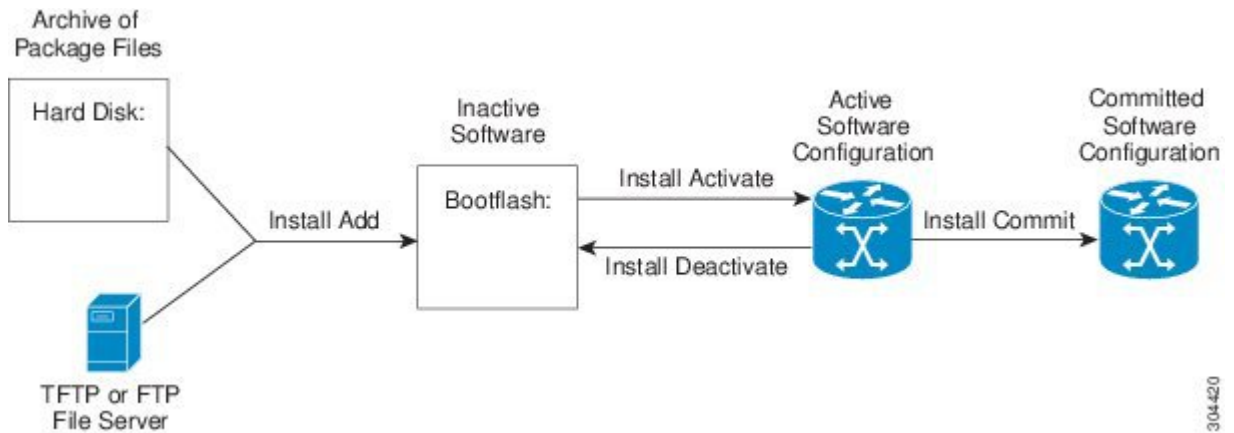 Archive of
Package Files
Hard Disk:
Inactive
Software
Bootflash:
Active
Software
Configuration
Committed
Software
Configuration
Install Add
Install Activate
Install Deactivate
Install Commit
TFTP or FTP
File Server
304420